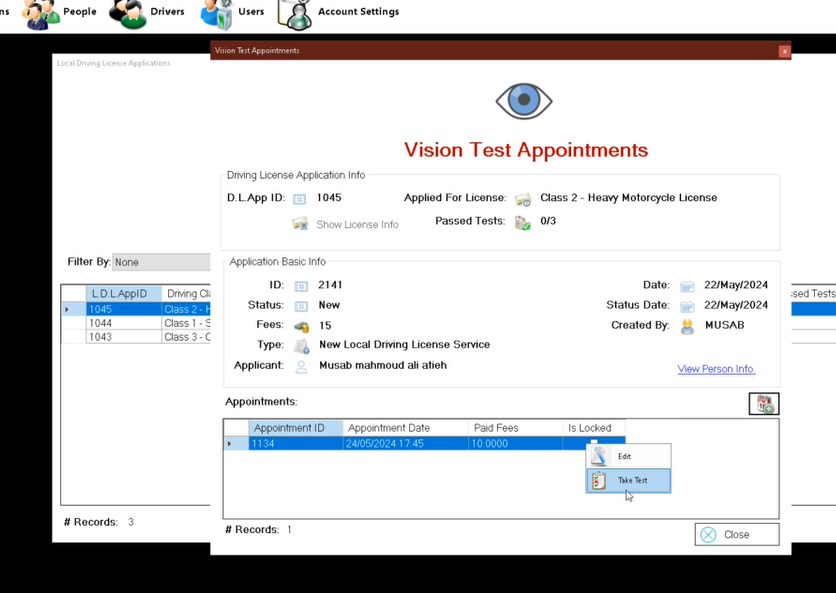 ns People Drivers Users Account Settings
Vision Test Appointments x
Local Driving License Applications
Vision Test Appointments
Driving License Application Info
D.L.App ID: 1045 Applied For License: Class 2 - Heavy Motorcycle License
Show License Info Passed Tests: 0/3
Application Basic Info
Filter By: None
ID: 2141 Date: 22/May/2024
L.D.L.AppID Driving Cl ssed Tests
Status: New Status Date: 22/May/2024
1045 Class 2 - H
Fees: 15 Created By: MUSAB
1044 Class 1 - S
1043 Class 3 - O
Type: New Local Driving License Service
Applicant: Musab mahmoud ali atieh
View Person Info.
Appointments:
Appointment ID Appointment Date Paid Fees Is Locked
1134 24/05/2024 17:45 10.0000
Edit
Take Test
# Records: 3
# Records: 1
Close